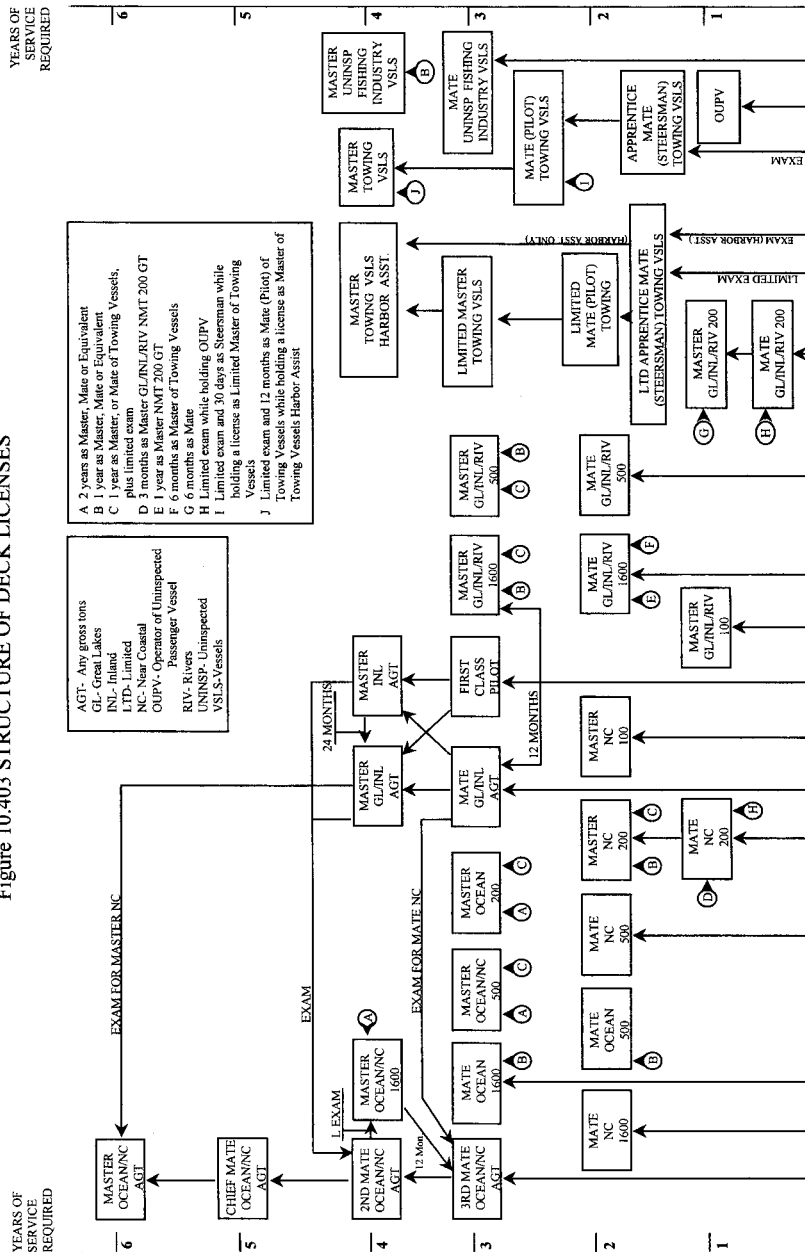 Figure 10.403 STRUCTURE OF DECK LICENSES
YEARS OF
SERVICE
REQUIRED
6
5
4
3
2
1
YEARS OF
SERVICE
REQUIRED
6
5
4
3
2
1
AGT- Any gross tons
GL- Great Lakes
INL- Inland
LTD- Limited
NC- Near Coastal
OUPV- Operator of Uninspected
Passenger Vessel
RIV- Rivers
UNINSP- Uninspected
VSLS-Vessels
A 2 years as Master, Mate or Equivalent
B 1 year as Master, Mate or Equivalent
C 1 year as Master, or Mate of Towing Vessels,
plus limited exam
D 3 months as Master GL/INL/RIV NMT 200 GT
E 1 year as Master NMT 200 GT
F 6 months as Master of Towing Vessels
G 6 months as Mate
H Limited exam while holding OUPV
I Limited exam and 30 days as Steersman while
holding a license as Limited Master of Towing
Vessels
J Limited exam and 12 months as Mate (Pilot) of
Towing Vessels while holding a license as Master of
Towing Vessels Harbor Assist
MASTER
OCEAN/NC
AGT
EXAM FOR MASTER NC
CHIEF MATE
OCEAN/NC
AGT
2ND MATE
OCEAN/NC
AGT
L EXAM
MASTER
OCEAN/NC
1600
A
EXAM
12 Mon.
3RD MATE
OCEAN/NC
AGT
EXAM FOR MATE NC
MATE
OCEAN
1600
B
MASTER
OCEAN/NC
500
A
C
MASTER
OCEAN
200
A
C
MATE
NC
1600
MATE
OCEAN
500
B
MATE
NC
500
MASTER
NC
200
B
C
MATE
NC
200
D
H
MASTER
NC
100
MASTER
GL/INL
AGT
24 MONTHS
MASTER
INL
AGT
MATE
GL/INL
AGT
FIRST
CLASS
PILOT
12 MONTHS
MASTER
GL/INL/RIV
1600
B
C
MASTER
GL/INL/RIV
500
C
B
MATE
GL/INL/RIV
1600
E
F
MATE
GL/INL/RIV
500
MASTER
GL/INL/RIV
100
MASTER
GL/INL/RIV 200
G
MATE
GL/INL/RIV 200
H
MASTER
TOWING VSLS
HARBOR ASST.
LIMITED MASTER
TOWING VSLS
LIMITED
MATE (PILOT)
TOWING
(HARBOR ASST ONLY)
LTD APPRENTICE MATE
(STEERSMAN) TOWING VSLS
LIMITED EXAM
EXAM (HARBOR ASST.)
MASTER
TOWING
VSLS
J
MATE (PILOT)
TOWING VSLS
I
APPRENTICE
MATE
(STEERSMAN)
TOWING VSLS
EXAM
MASTER
UNINSP
FISHING
INDUSTRY
VSLS
B
MATE
UNINSP FISHING
INDUSTRY VSLS
OUPV